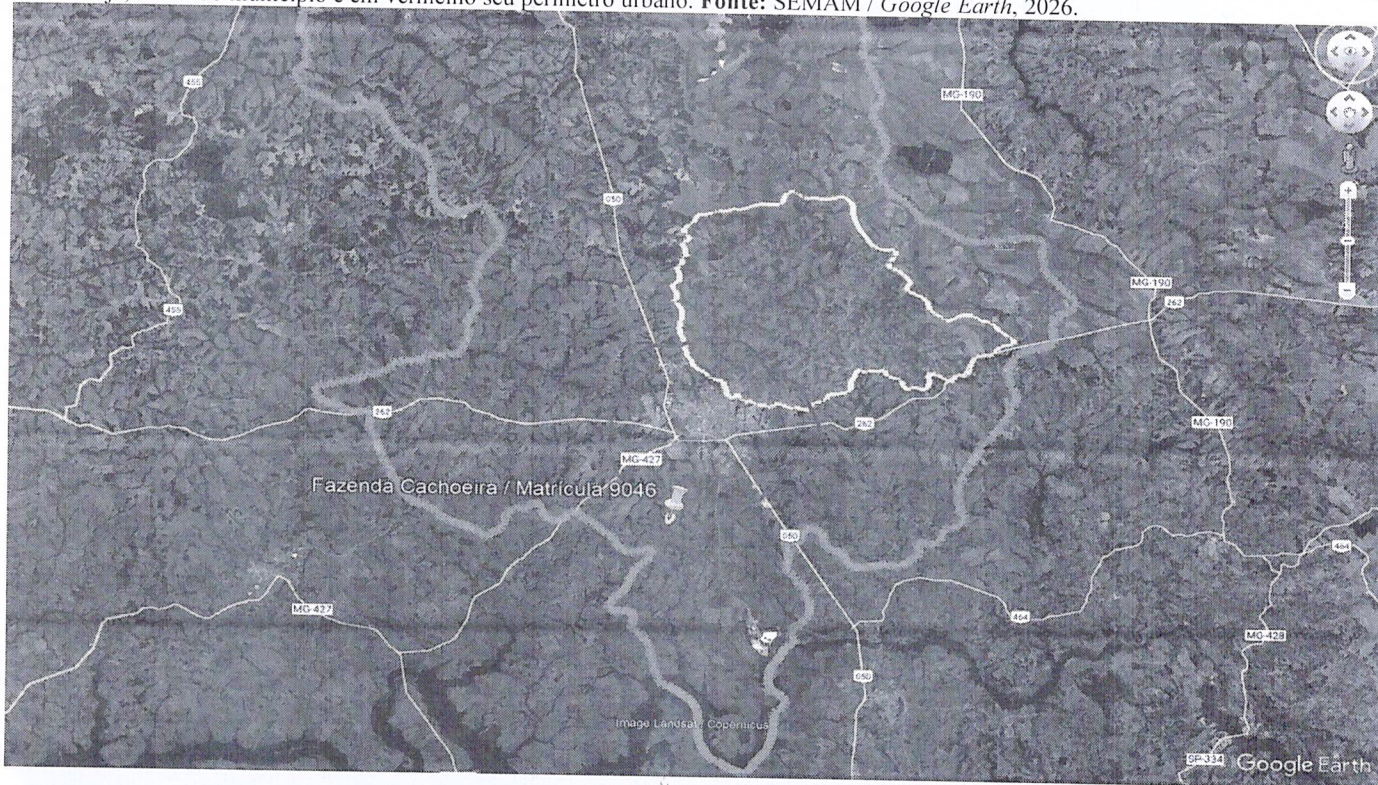 município e em vermelho seu perímetro urbano. Fonte: SEMAM / Google Earth, 2026.
455
050
MG-190
455
MG-190
262
262
262
MG-190
MG-427
Fazenda Cachoeira / Matrícula 9046
050
464
MG-427
464
MG-428
050
Image Landsat / Copernicus
SP-334
Google Earth